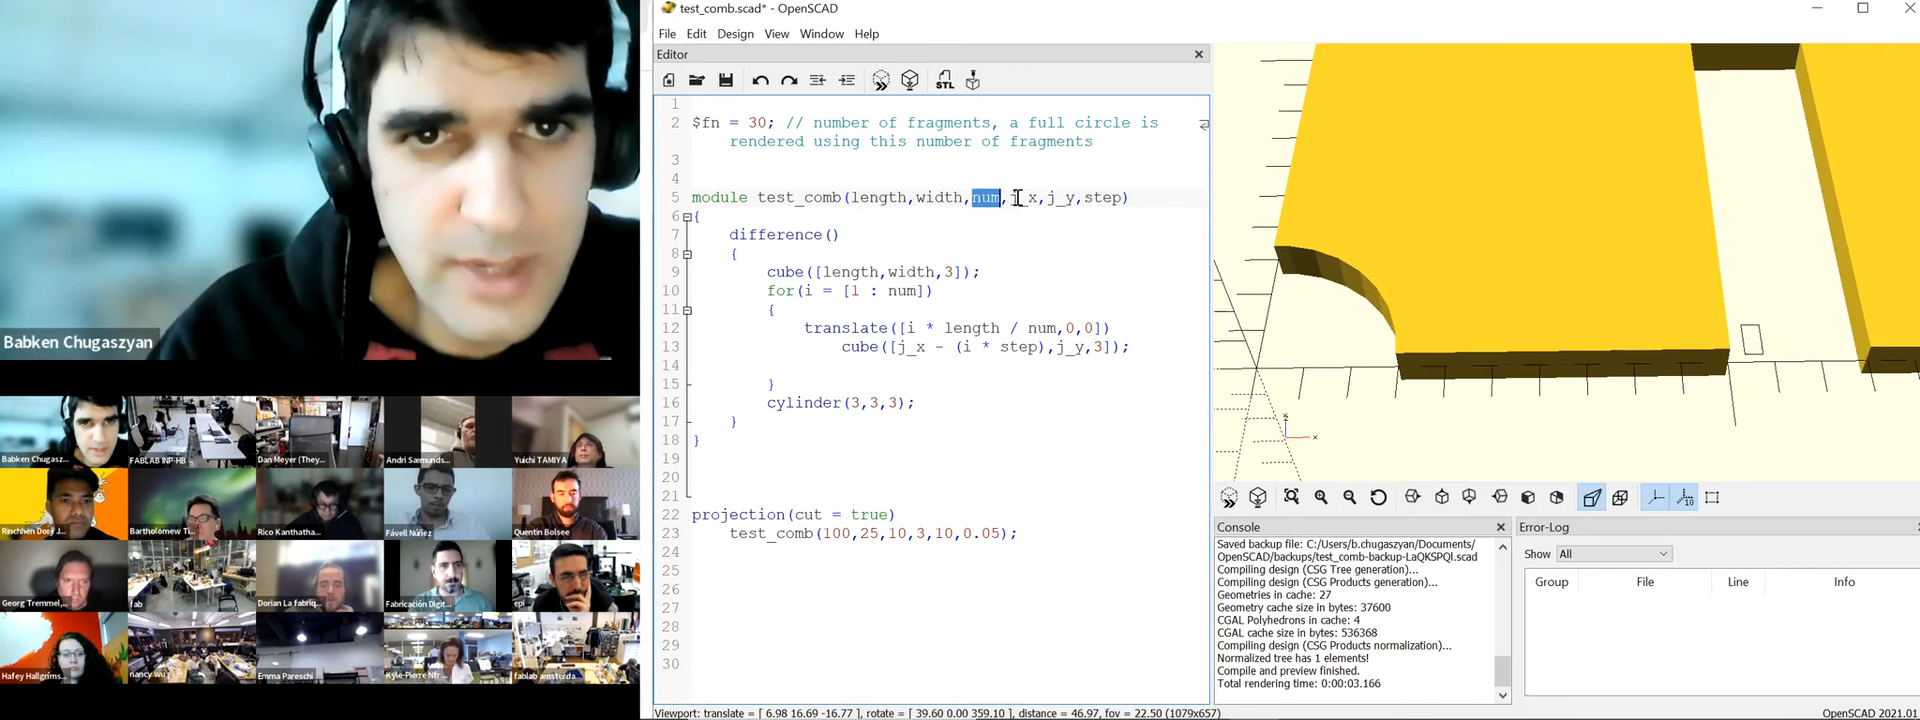 Babken Chugaszyan
Babken Chugasz...
FABLAB INP-HB
Dan Meyer (They...
Andri Sæmunds...
Yuichi TAMIYA
Rinchhen Dorj J...
Bartholomew Ti...
Rico Kanthatha...
Fávell Núñez
Quentin Bolsee
Georg Tremmel,...
fab
Dorian La fabriq...
Fabricación Digit...
epi
Hafey Hallgrims...
nancy wu
Emma Pareschi
Kyle-Pierre Nfr...
fablab amsterda...
test_comb.scad* - OpenSCAD
File Edit Design View Window Help
Editor
STL
1
2 $fn = 30; // number of fragments, a full circle is
rendered using this number of fragments
3
4
5 module test_comb(length,width,num,j_x,j_y,step)
6 {
7 difference()
8 {
9 cube([length,width,3]);
10 for(i = [1 : num])
11 {
12 translate([i * length / num,0,0])
13 cube([j_x - (i * step),j_y,3]);
14
15 }
16 cylinder(3,3,3);
17 }
18 }
19
20
21
22 projection(cut = true)
23 test_comb(100,25,10,3,10,0.05);
24
25
26
27
28
29
30
Viewport: translate = [ 6.98 16.69 -16.77 ], rotate = [ 39.60 0.00 359.10 ], distance = 46.97, fov = 22.50 (1079x657)
z
x
10
Console
Saved backup file: C:/Users/b.chugaszyan/Documents/
OpenSCAD/backups/test_comb-backup-LaQKSPQl.scad
Compiling design (CSG Tree generation)...
Compiling design (CSG Products generation)...
Geometries in cache: 27
Geometry cache size in bytes: 37600
CGAL Polyhedrons in cache: 4
CGAL cache size in bytes: 536368
Compiling design (CSG Products normalization)...
Normalized tree has 1 elements!
Compile and preview finished.
Total rendering time: 0:00:03.166
Error-Log
Show All
Group File Line Info
OpenSCAD 2021.01